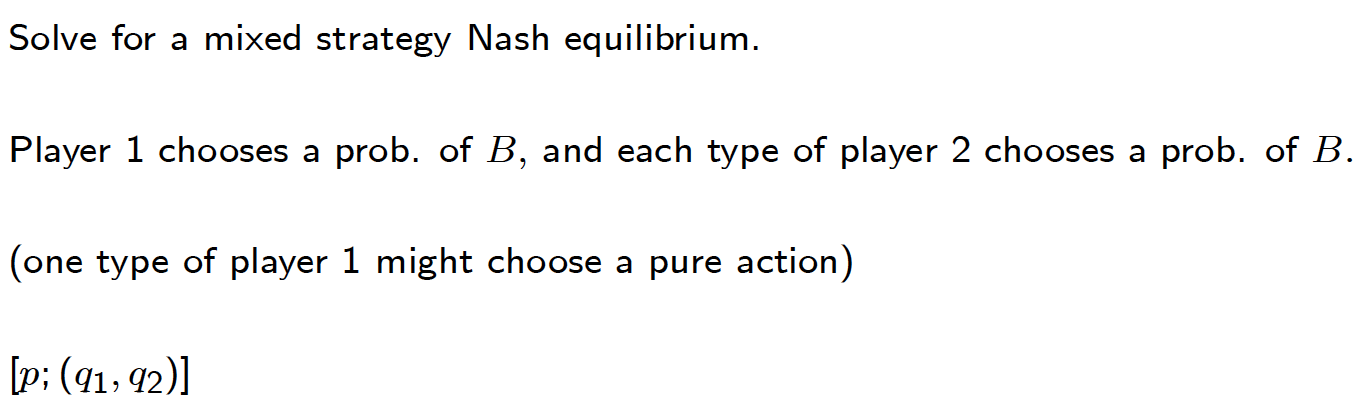 Solve for a mixed strategy Nash equilibrium.
Player 1 chooses a prob. of B, and each type of player 2 chooses a prob. of B.
(one type of player 1 might choose a pure action)
[p; (q₁, q₂)]